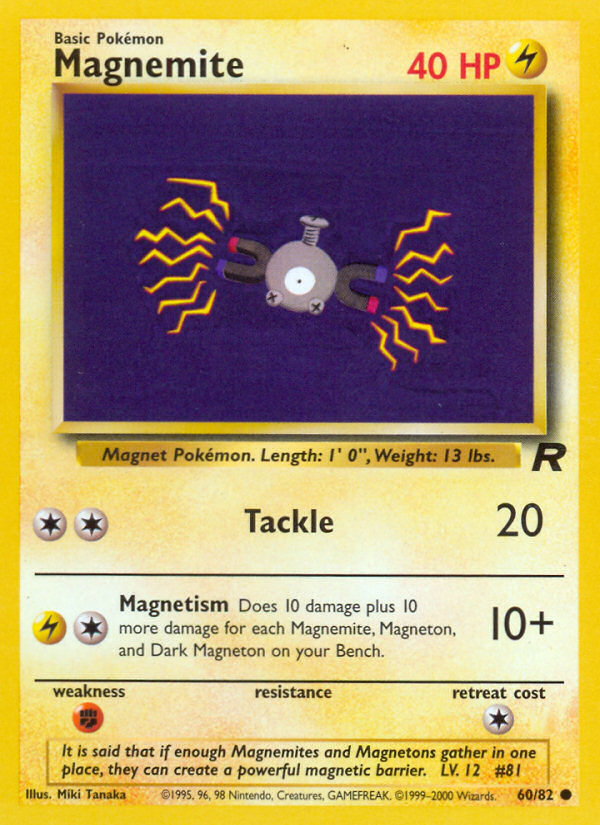 Basic Pokémon
Magnemite 40 HP
Magnet Pokémon. Length: 1' 0", Weight: 13 lbs.
R
Tackle 20
Magnetism Does 10 damage plus 10
more damage for each Magnemite, Magneton,
and Dark Magneton on your Bench.
10+
weakness resistance retreat cost
It is said that if enough Magnemites and Magnetons gather in one
place, they can create a powerful magnetic barrier. LV. 12 #81
Illus. Miki Tanaka ©1995, 96, 98 Nintendo, Creatures, GAMEFREAK. ©1999-2000 Wizards. 60/82